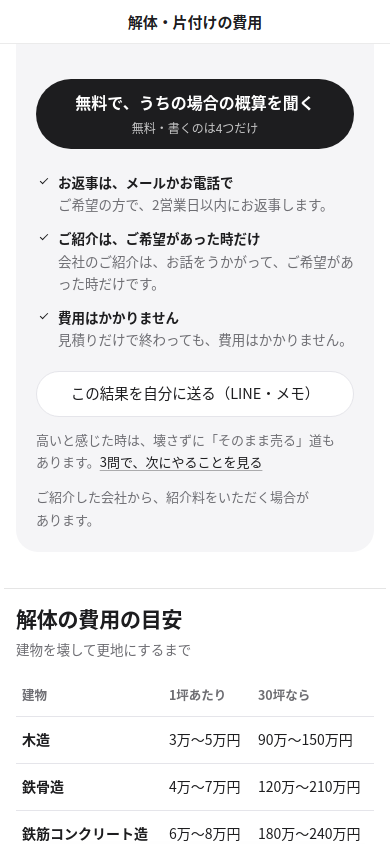 解体・片付けの費用
無料で、うちの場合の概算を聞く
無料・書くのは4つだけ
お返事は、メールかお電話で
ご希望の方で、2営業日以内にお返事します。
ご紹介は、ご希望があった時だけ
会社のご紹介は、お話をうかがって、ご希望があ
った時だけです。
費用はかかりません
見積りだけで終わっても、費用はかかりません。
この結果を自分に送る（LINE・メモ）
高いと感じた時は、壊さずに「そのまま売る」道も
あります。3問で、次にやることを見る
ご紹介した会社から、紹介料をいただく場合が
あります。
解体の費用の目安
建物を壊して更地にするまで
建物 1坪あたり 30坪なら
木造 3万〜5万円 90万〜150万円
鉄骨造 4万〜7万円 120万〜210万円
鉄筋コンクリート造 6万〜8万円 180万〜240万円